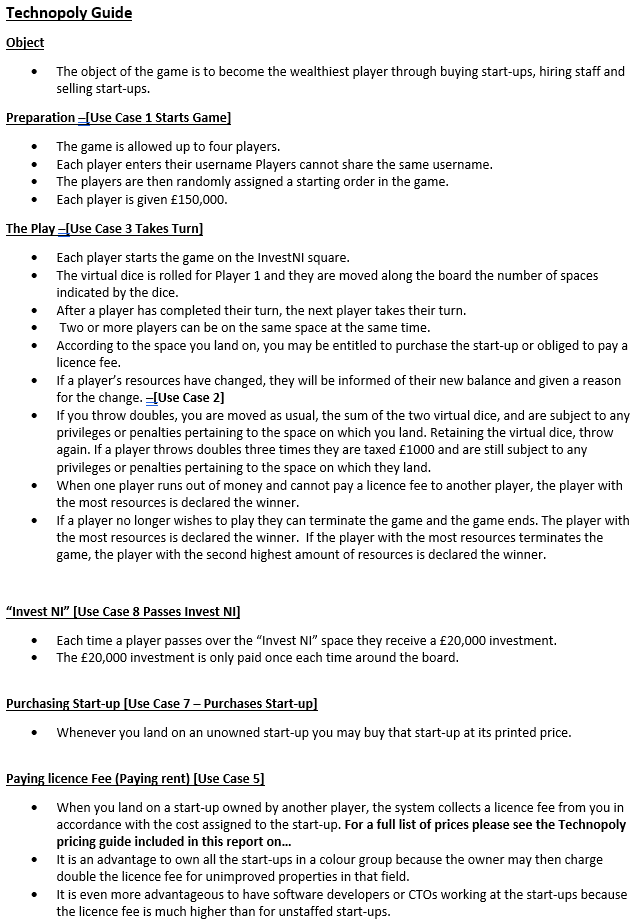 Technopoly Guide
Object
• The object of the game is to become the wealthiest player through buying start-ups, hiring staff and
selling start-ups.
Preparation –[Use Case 1 Starts Game]
• The game is allowed up to four players.
• Each player enters their username Players cannot share the same username.
• The players are then randomly assigned a starting order in the game.
• Each player is given £150,000.
The Play –[Use Case 3 Takes Turn]
• Each player starts the game on the InvestNI square.
• The virtual dice is rolled for Player 1 and they are moved along the board the number of spaces
indicated by the dice.
• After a player has completed their turn, the next player takes their turn.
• Two or more players can be on the same space at the same time.
• According to the space you land on, you may be entitled to purchase the start-up or obliged to pay a
licence fee.
• If a player's resources have changed, they will be informed of their new balance and given a reason
for the change. –[Use Case 2]
• If you throw doubles, you are moved as usual, the sum of the two virtual dice, and are subject to any
privileges or penalties pertaining to the space on which you land. Retaining the virtual dice, throw
again. If a player throws doubles three times they are taxed £1000 and are still subject to any
privileges or penalties pertaining to the space on which they land.
• When one player runs out of money and cannot pay a licence fee to another player, the player with
the most resources is declared the winner.
• If a player no longer wishes to play they can terminate the game and the game ends. The player with
the most resources is declared the winner. If the player with the most resources terminates the
game, the player with the second highest amount of resources is declared the winner.
"Invest NI" [Use Case 8 Passes Invest NI]
• Each time a player passes over the "Invest NI" space they receive a £20,000 investment.
• The £20,000 investment is only paid once each time around the board.
Purchasing Start-up [Use Case 7 – Purchases Start-up]
• Whenever you land on an unowned start-up you may buy that start-up at its printed price.
Paying licence Fee (Paying rent) [Use Case 5]
• When you land on a start-up owned by another player, the system collects a licence fee from you in
accordance with the cost assigned to the start-up. For a full list of prices please see the Technopoly
pricing guide included in this report on...
• It is an advantage to own all the start-ups in a colour group because the owner may then charge
double the licence fee for unimproved properties in that field.
• It is even more advantageous to have software developers or CTOs working at the start-ups because
the licence fee is much higher than for unstaffed start-ups.